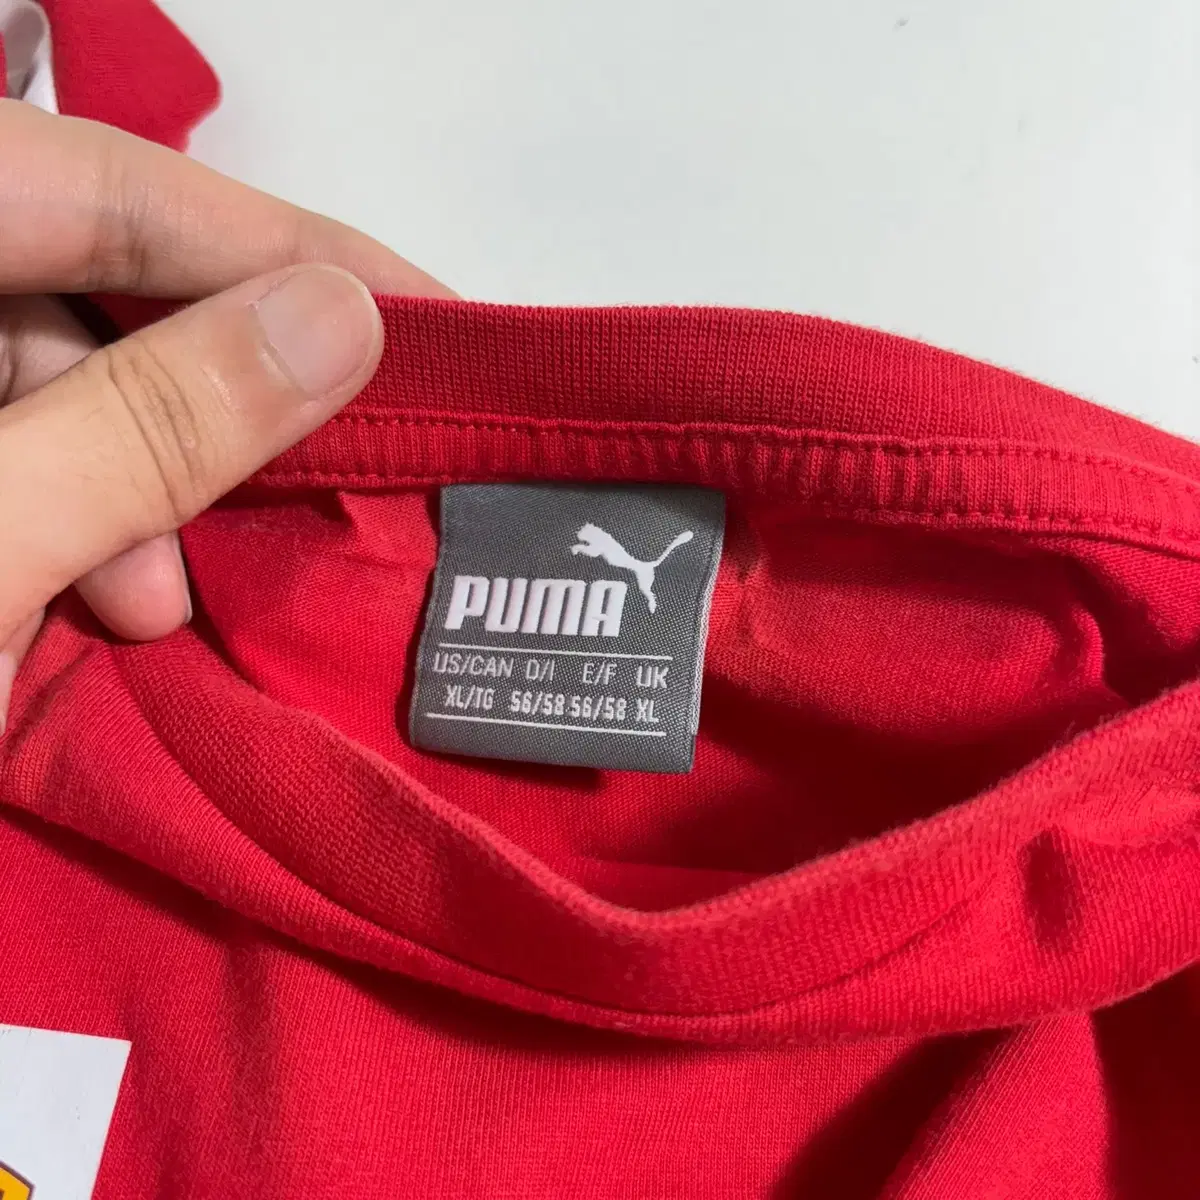 PUMA
US/CAN D/I E/F UK
XL/TG 56/58 56/58 XL